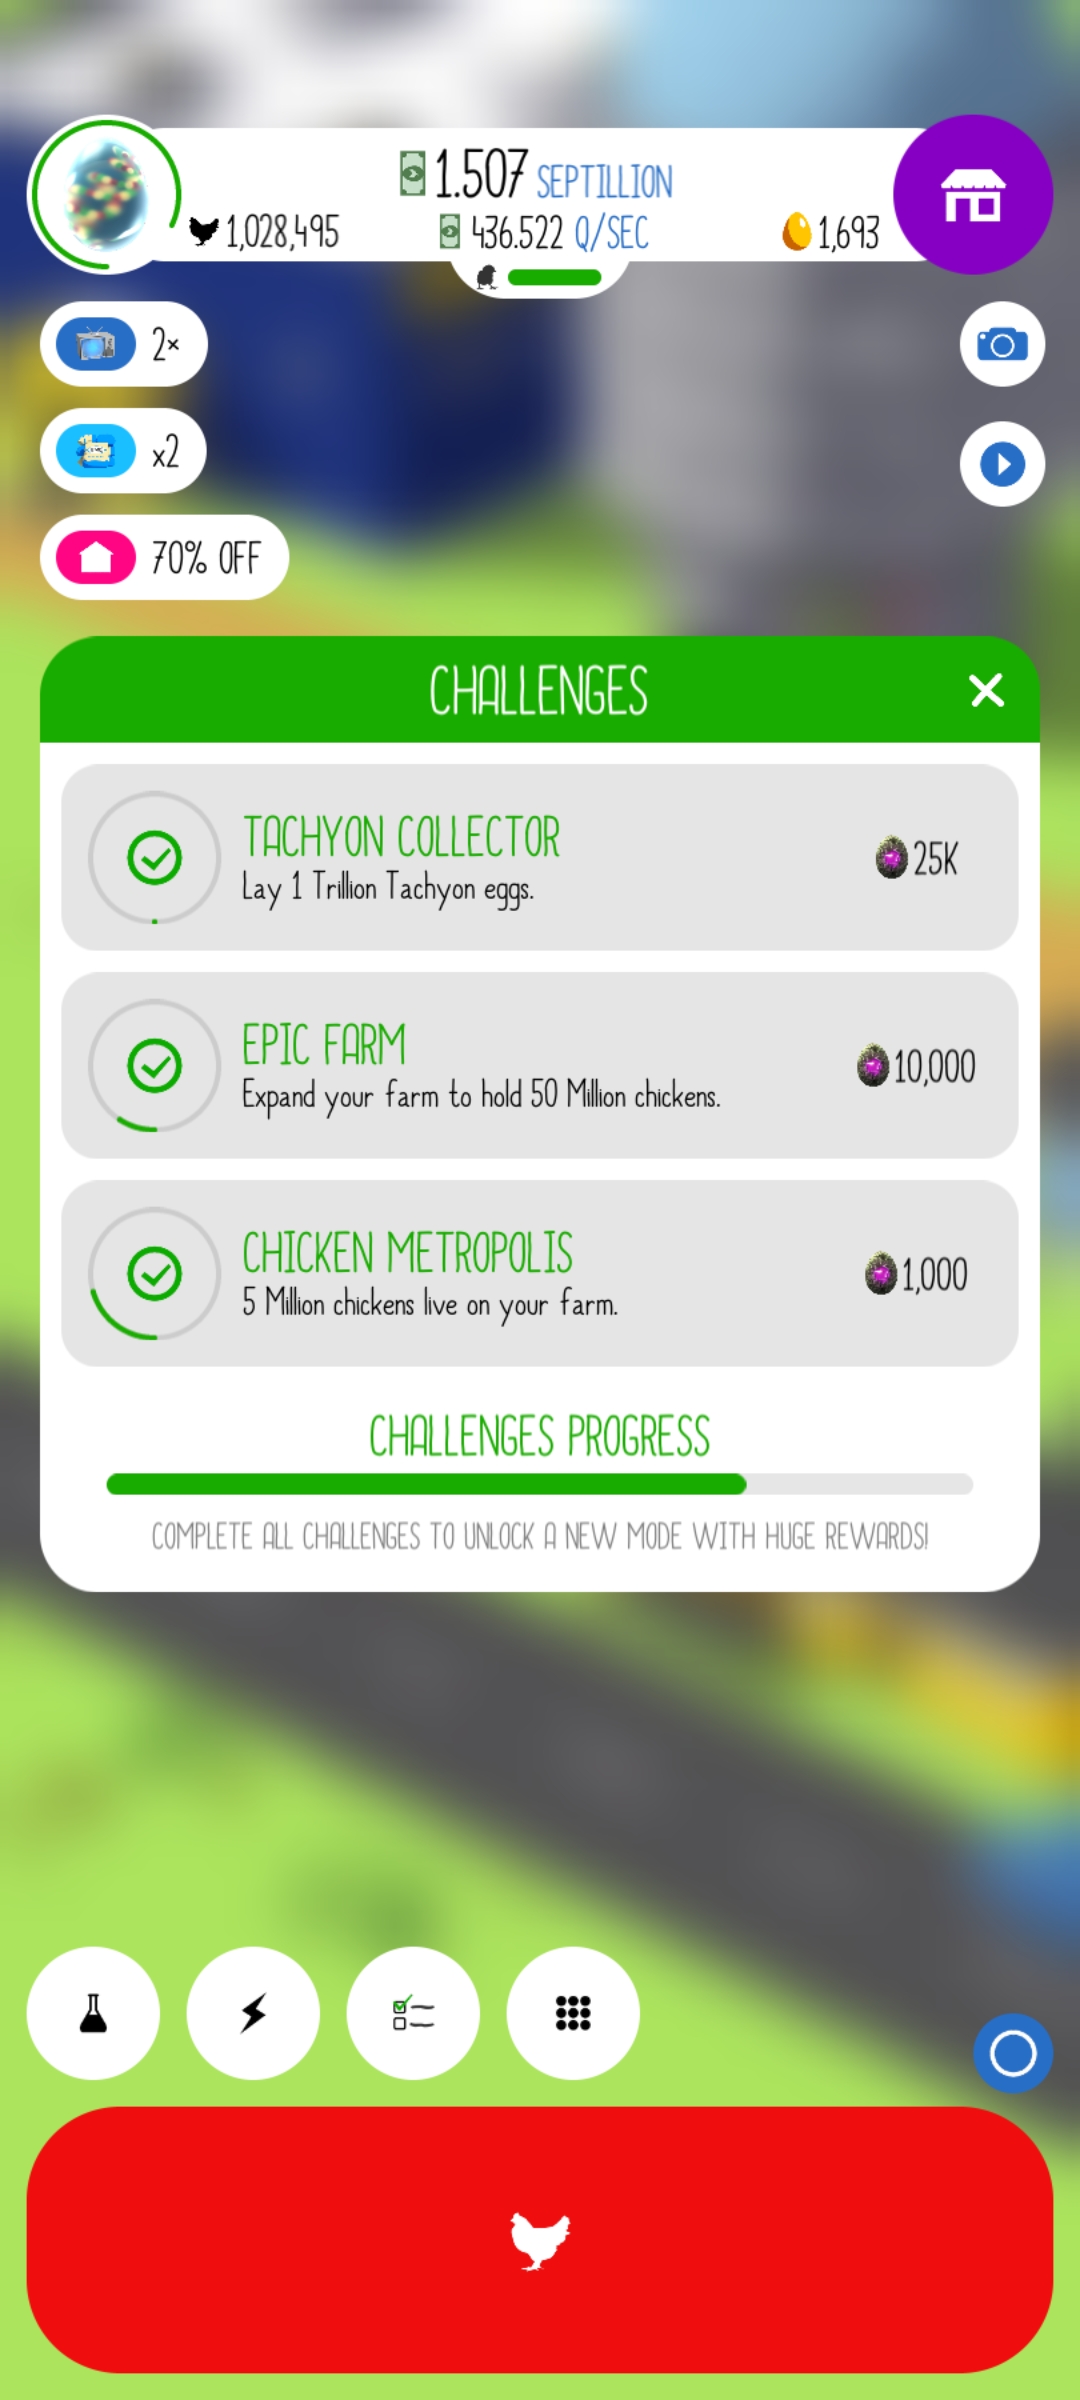 1.507 SEPTILLION
1,028,495
436.522 Q/SEC
1,693
2×
x2
70% OFF
CHALLENGES
TACHYON COLLECTOR
Lay 1 Trillion Tachyon eggs.
25K
EPIC FARM
Expand your farm to hold 50 Million chickens.
10,000
CHICKEN METROPOLIS
5 Million chickens live on your farm.
1,000
CHALLENGES PROGRESS
COMPLETE ALL CHALLENGES TO UNLOCK A NEW MODE WITH HUGE REWARDS!